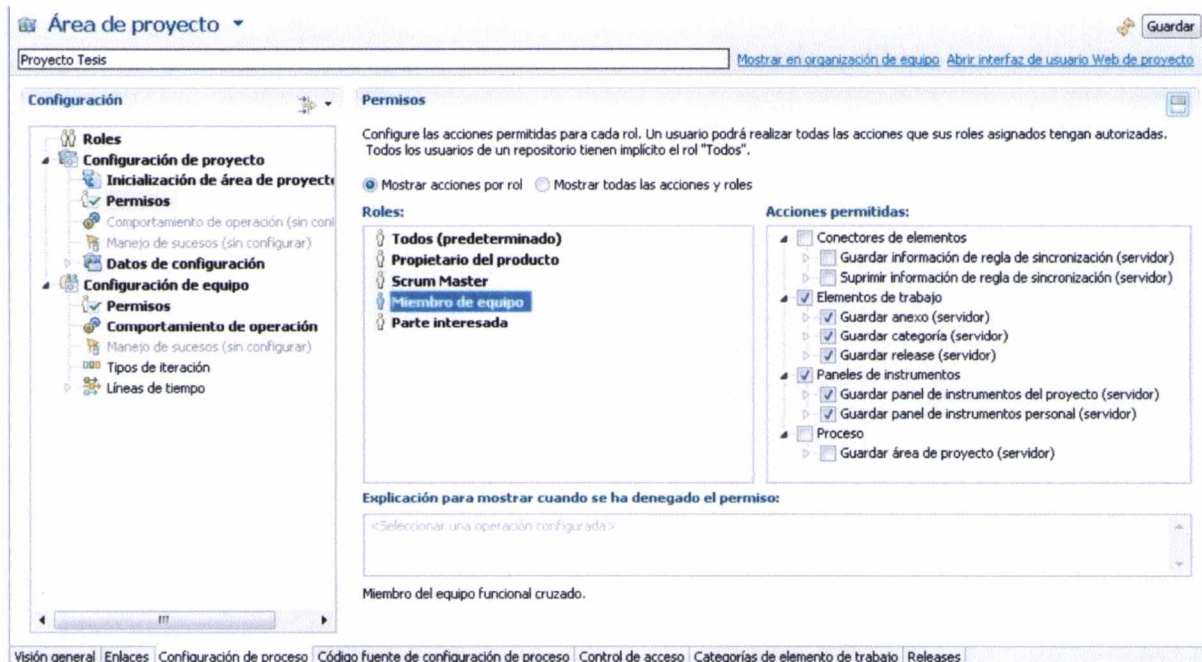 Área de proyecto
Guardar
Proyecto Tesis
Mostrar en organización de equipo Abrir interfaz de usuario Web de proyecto
Configuración
Roles
Configuración de proyecto
Inicialización de área de proyect
Permisos
Comportamiento de operación (sin conf
Manejo de sucesos (sin configurar)
Datos de configuración
Configuración de equipo
Permisos
Comportamiento de operación
Manejo de sucesos (sin configurar)
Tipos de iteración
Líneas de tiempo
Permisos
Configure las acciones permitidas para cada rol. Un usuario podrá realizar todas las acciones que sus roles asignados tengan autorizadas.
Todos los usuarios de un repositorio tienen implícito el rol "Todos".
Mostrar acciones por rol Mostrar todas las acciones y roles
Roles:
Todos (predeterminado)
Propietario del producto
Scrum Master
Miembro de equipo
Parte interesada
Acciones permitidas:
Conectores de elementos
Guardar información de regla de sincronización (servidor)
Suprimir información de regla de sincronización (servidor)
Elementos de trabajo
Guardar anexo (servidor)
Guardar categoría (servidor)
Guardar release (servidor)
Paneles de instrumentos
Guardar panel de instrumentos del proyecto (servidor)
Guardar panel de instrumentos personal (servidor)
Proceso
Guardar área de proyecto (servidor)
Explicación para mostrar cuando se ha denegado el permiso:
<Seleccionar una operación configurada>
Miembro del equipo funcional cruzado.
Visión general Enlaces Configuración de proceso Código fuente de configuración de proceso Control de acceso Categorías de elemento de trabajo Releases